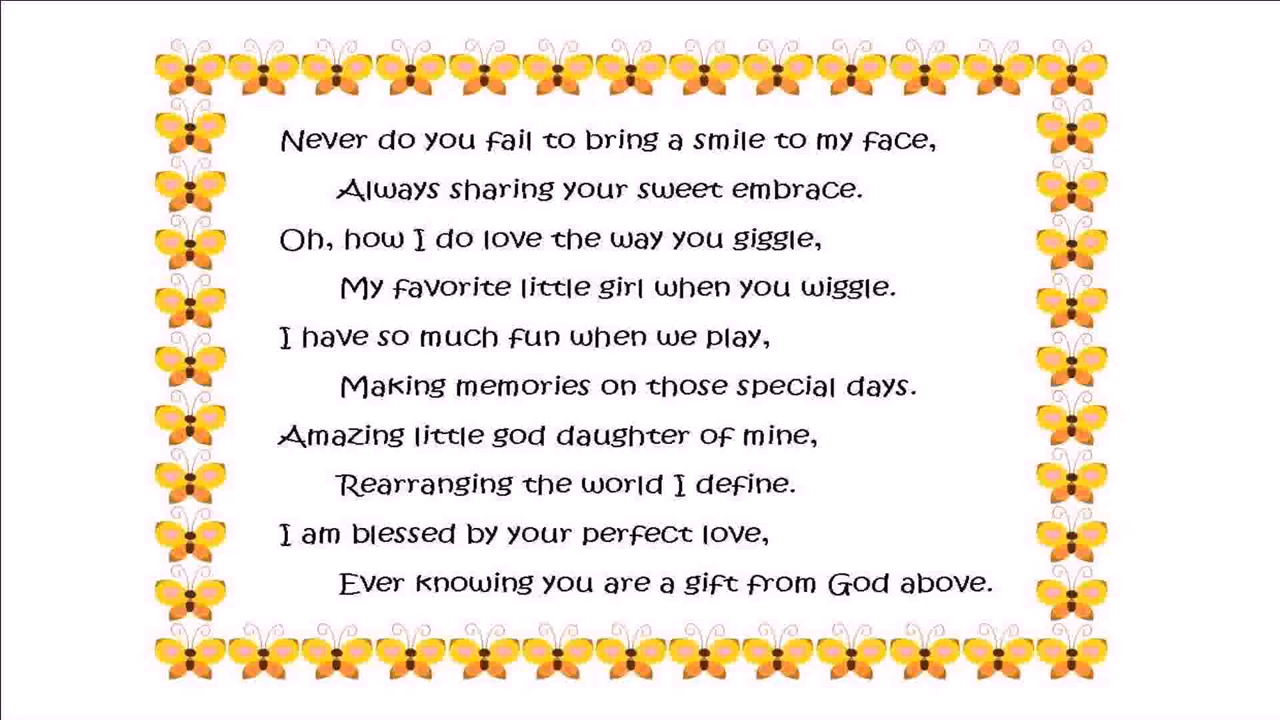 Never do you fail to bring a smile to my face,
Always sharing your sweet embrace.
Oh, how I do love the way you giggle,
My favorite little girl when you wiggle.
I have so much fun when we play,
Making memories on those special days.
Amazing little god daughter of mine,
Rearranging the world I define.
I am blessed by your perfect love,
Ever knowing you are a gift from God above.